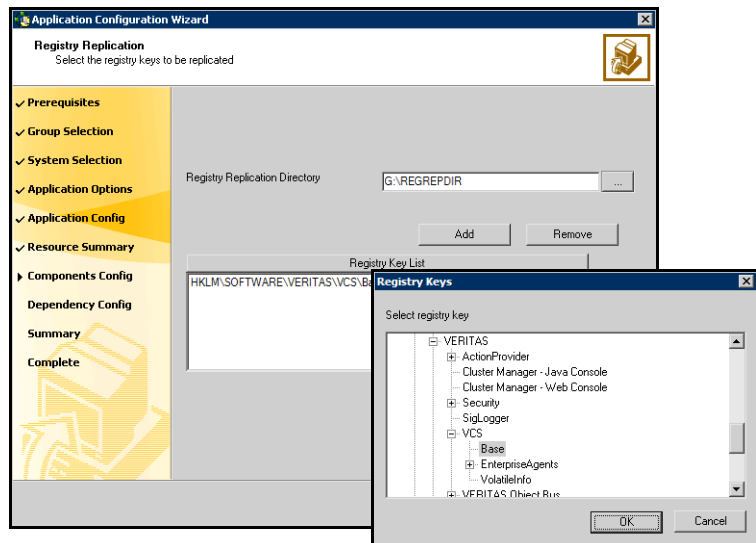 Application Configuration Wizard
Registry Replication
Select the registry keys to be replicated
Prerequisites
Group Selection
System Selection
Application Options
Application Config
Resource Summary
Components Config
Dependency Config
Summary
Complete
Registry Replication Directory
G:\REGREPDIR
...
Add
Remove
Registry Key List
HKLM\SOFTWARE\VERITAS\VCS\Ba
Registry Keys
Select registry key
VERITAS
ActionProvider
Cluster Manager - Java Console
Cluster Manager - Web Console
Security
SigLogger
VCS
Base
EnterpriseAgents
VolatileInfo
VERITAS Object Bus
OK
Cancel